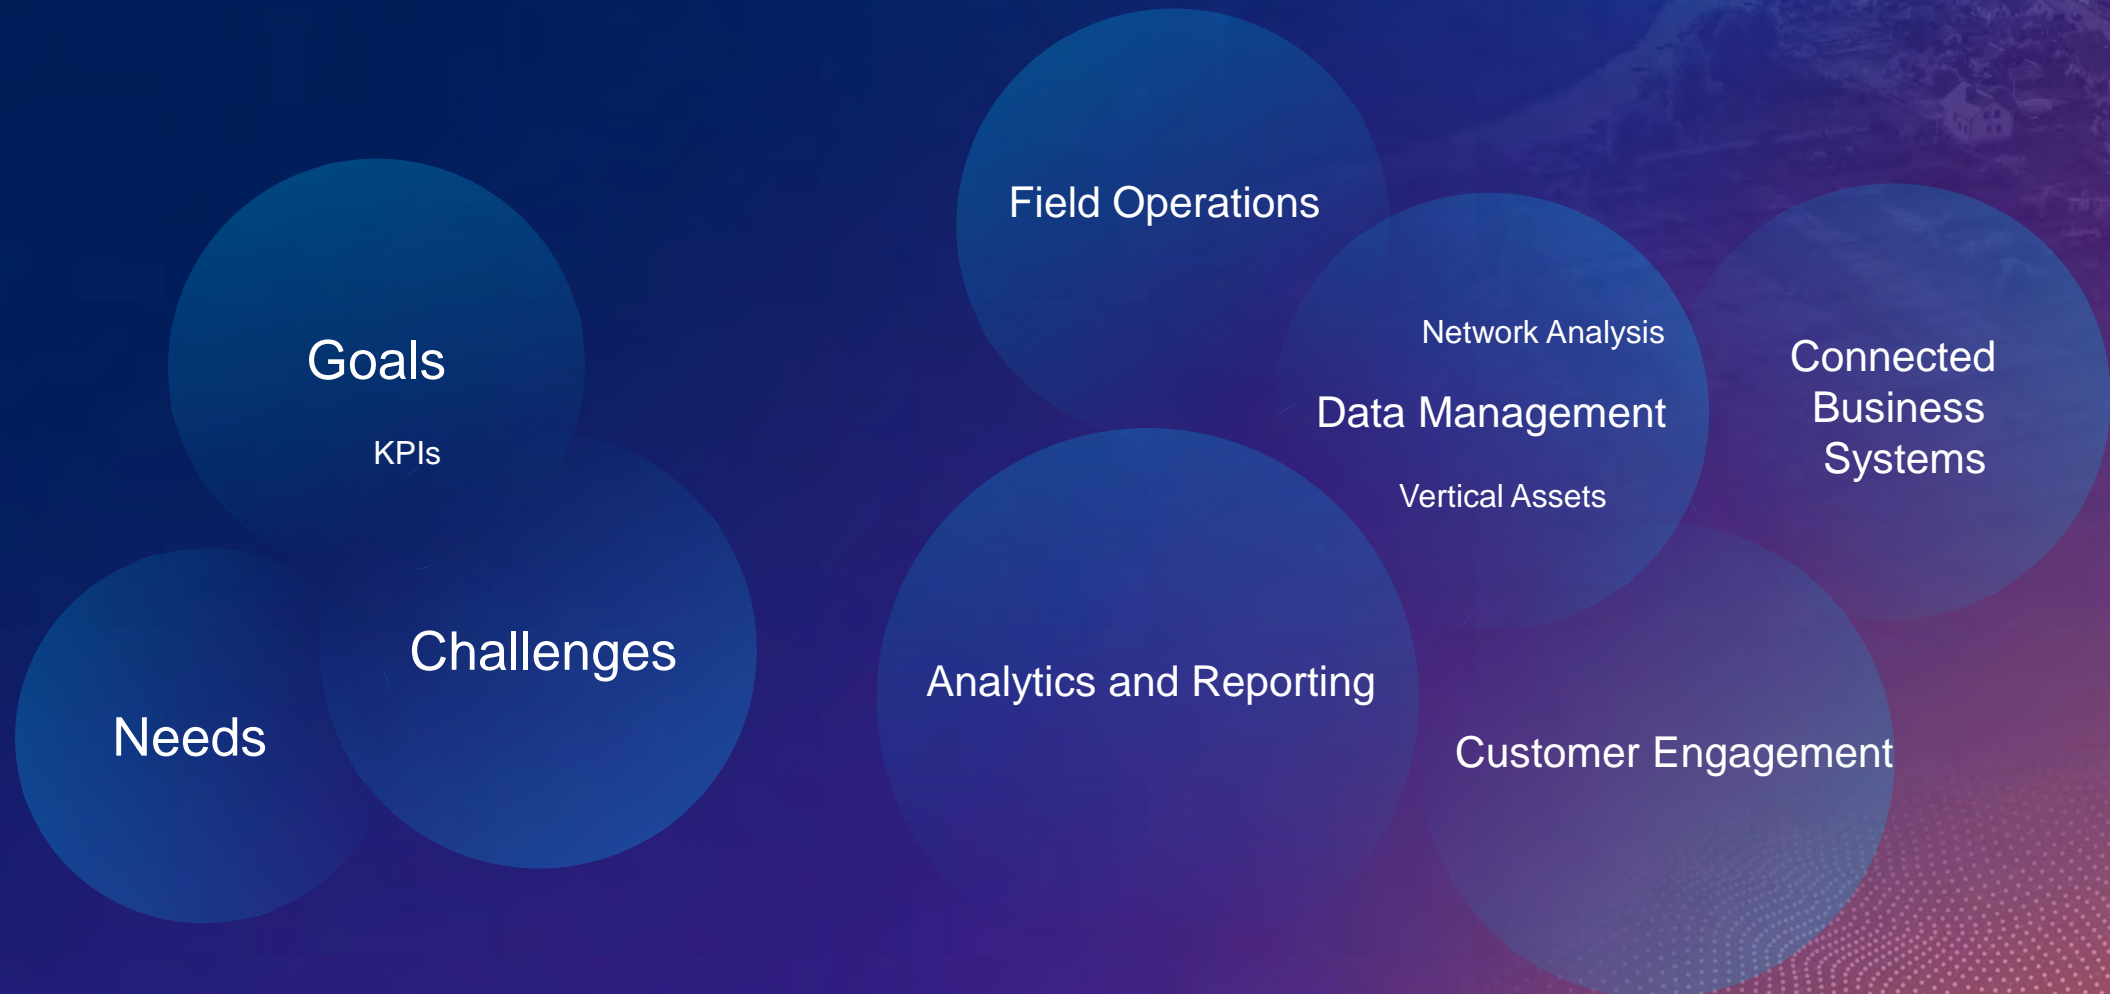 Goals
KPIs
Challenges
Needs
Field Operations
Network Analysis
Data Management
Vertical Assets
Connected
Business
Systems
Analytics and Reporting
Customer Engagement